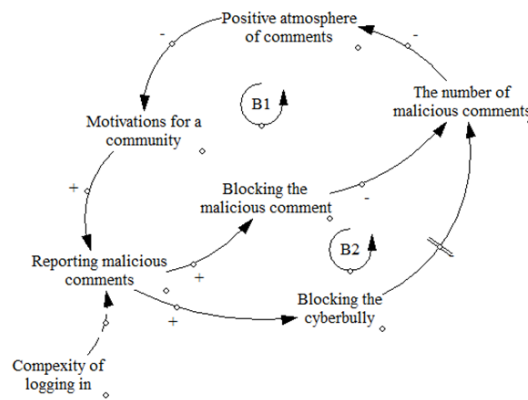 Positive atmosphere
of comments
-
-
The number of
malicious comments
B1
Motivations for a
community
+
Blocking the
malicious comment
-
B2
Reporting malicious
comments
+
+
Blocking the
cyberbully
Compexity of
logging in